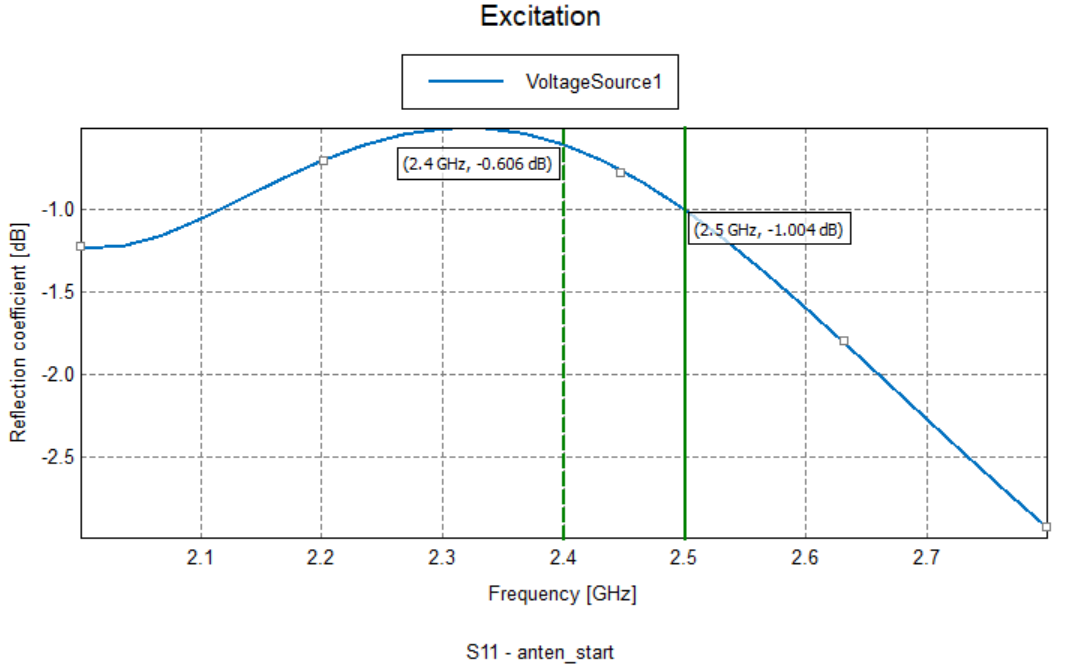 Excitation
VoltageSource1
(2.4 GHz, -0.606 dB)
(2.5 GHz, -1.004 dB)
Reflection coefficient [dB]
-1.0
-1.5
-2.0
-2.5
2.1 2.2 2.3 2.4 2.5 2.6 2.7
Frequency [GHz]
S11 - anten_start